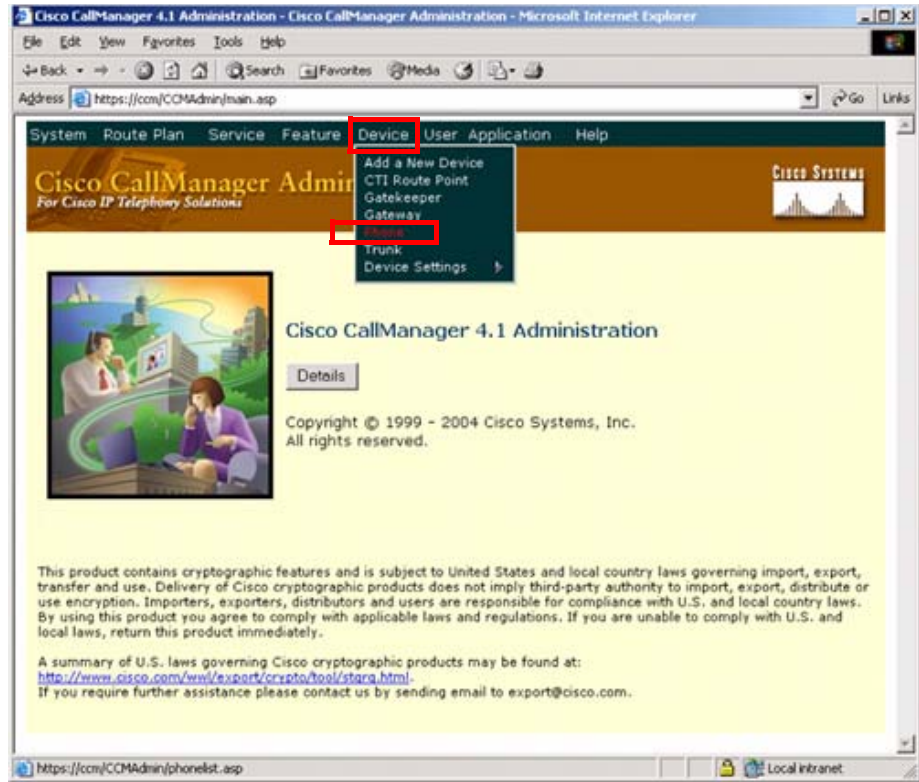 Cisco CallManager 4.1 Administration - Cisco CallManager Administration - Microsoft Internet Explorer
File Edit View Favorites Tools Help
Back Search Favorites Media
Address https://ccm/CCMAdmin/main.asp Go Links
System Route Plan Service Feature Device User Application Help
Add a New Device
CTI Route Point
Gatekeeper
Gateway
Phone
Trunk
Device Settings
Cisco CallManager Admin
For Cisco IP Telephony Solutions
CISCO SYSTEMS
Cisco CallManager 4.1 Administration
Details
Copyright © 1999 - 2004 Cisco Systems, Inc.
All rights reserved.
This product contains cryptographic features and is subject to United States and local country laws governing import, export,
transfer and use. Delivery of Cisco cryptographic products does not imply third-party authority to import, export, distribute or
use encryption. Importers, exporters, distributors and users are responsible for compliance with U.S. and local country laws.
By using this product you agree to comply with applicable laws and regulations. If you are unable to comply with U.S. and
local laws, return this product immediately.
A summary of U.S. laws governing Cisco cryptographic products may be found at:
http://www.cisco.com/wwl/export/crypto/tool/stqrg.html.
If you require further assistance please contact us by sending email to export@cisco.com.
https://ccm/CCMAdmin/phonelist.asp Local intranet